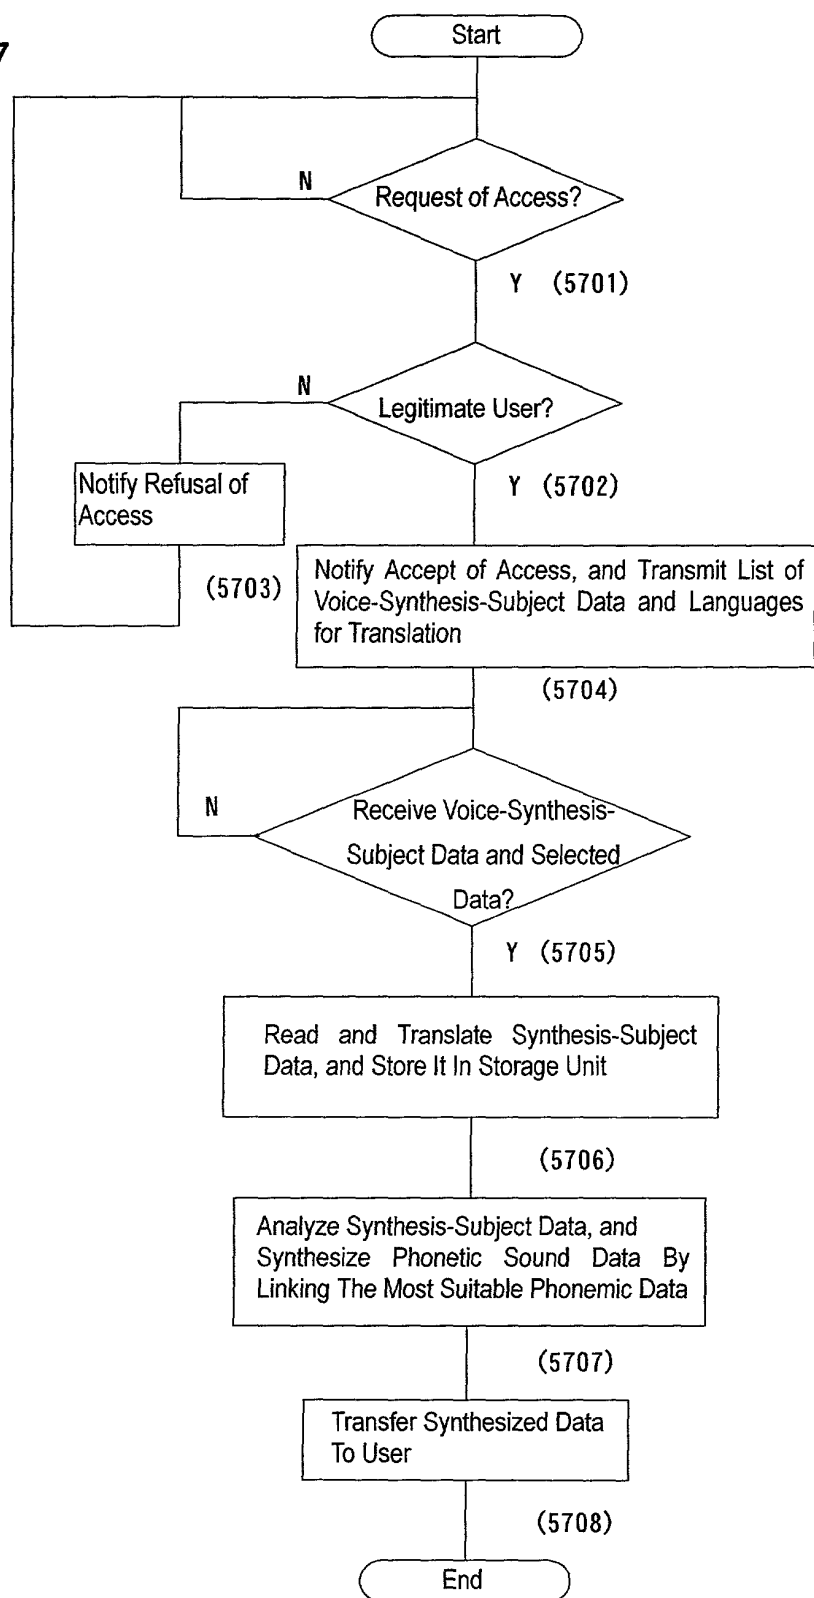 7
Start
N
Request of Access?
Y (5701)
N
Legitimate User?
Y (5702)
Notify Refusal of
Access
(5703)
Notify Accept of Access, and Transmit List of
Voice-Synthesis-Subject Data and Languages
for Translation
(5704)
N
Receive Voice-Synthesis-
Subject Data and Selected
Data?
Y (5705)
Read and Translate Synthesis-Subject
Data, and Store It In Storage Unit
(5706)
Analyze Synthesis-Subject Data, and
Synthesize Phonetic Sound Data By
Linking The Most Suitable Phonemic Data
(5707)
Transfer Synthesized Data
To User
(5708)
End